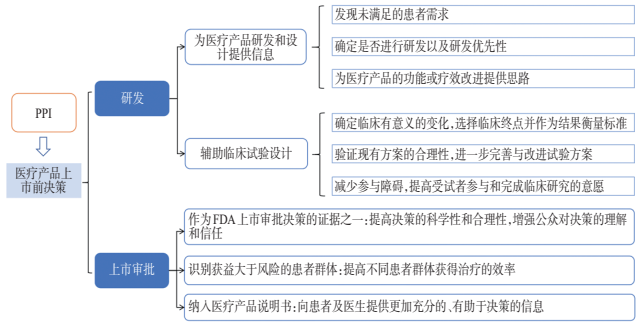 PPI
医疗产品上
市前决策
研发
为医疗产品研发和设
计提供信息
发现未满足的患者需求
确定是否进行研发以及研发优先性
为医疗产品的功能或疗效改进提供思路
辅助临床试验设计
确定临床有意义的变化,选择临床终点并作为结果衡量标准
验证现有方案的合理性,进一步完善与改进试验方案
减少参与障碍,提高受试者参与和完成临床研究的意愿
上市审批
作为FDA上市审批决策的证据之一:提高决策的科学性和合理性,增强公众对决策的理解
和信任
识别获益大于风险的患者群体:提高不同患者群体获得治疗的效率
纳入医疗产品说明书:向患者及医生提供更加充分的、有助于决策的信息